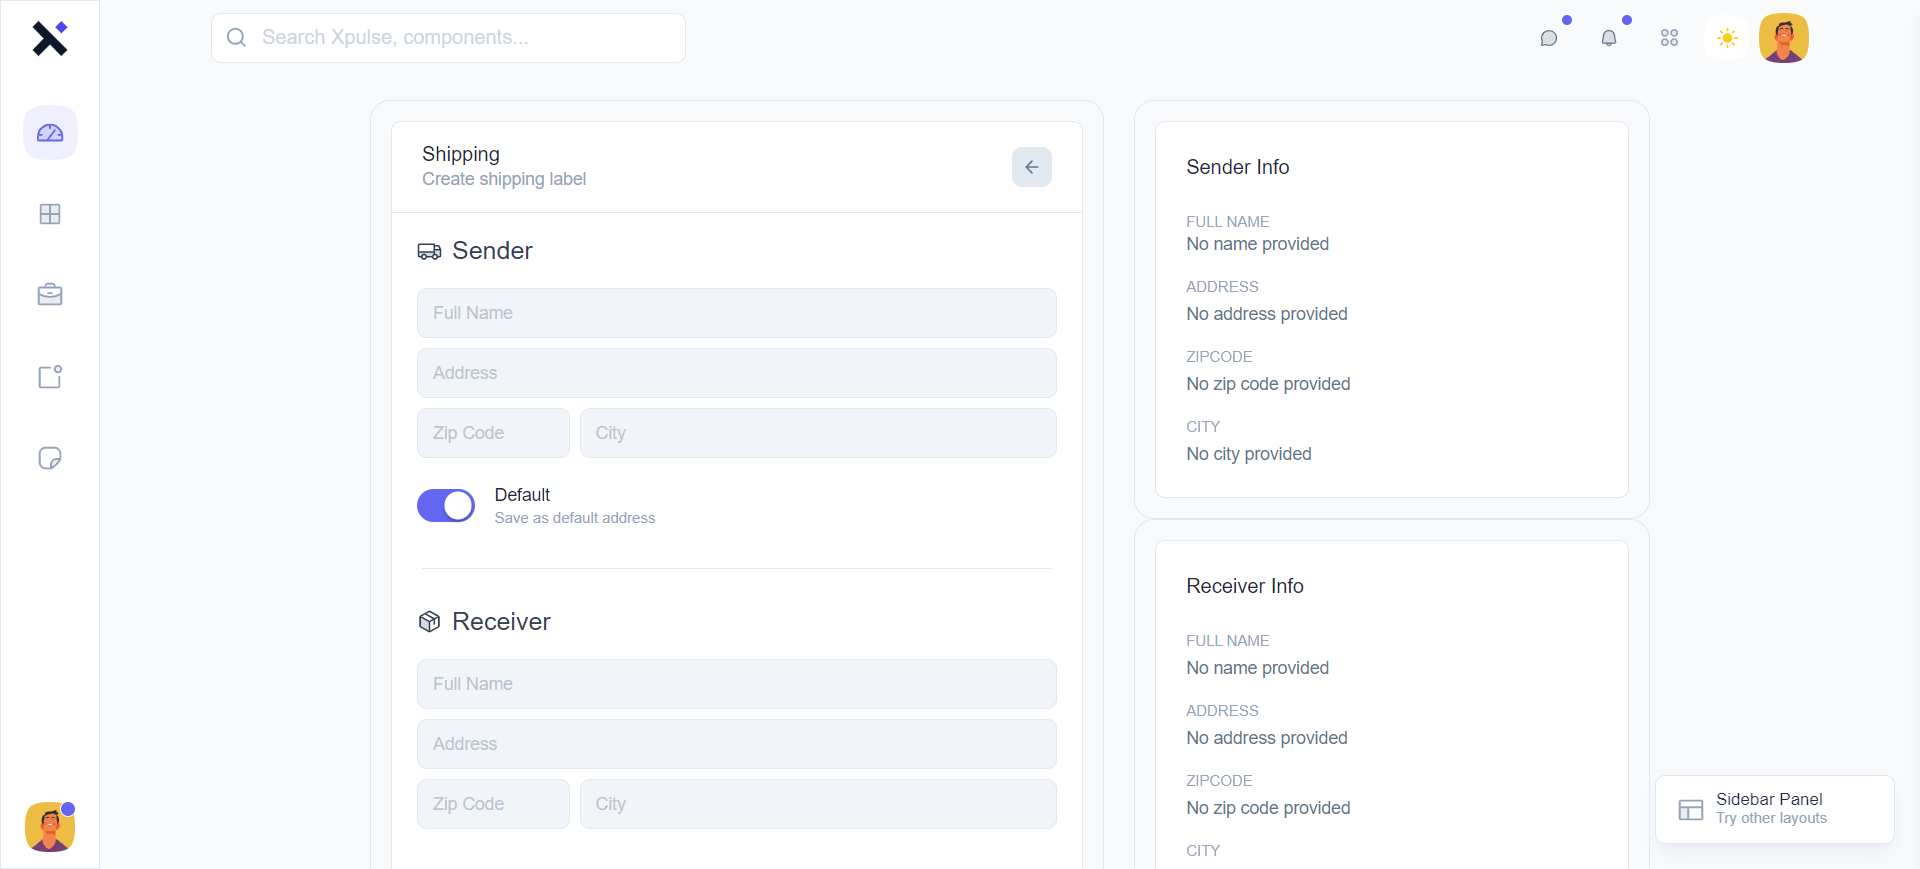 Search Xpulse, components...
Shipping
Create shipping label
Sender
Full Name
Address
Zip Code
City
Default
Save as default address
Receiver
Full Name
Address
Zip Code
City
Sender Info
FULL NAME
No name provided
ADDRESS
No address provided
ZIPCODE
No zip code provided
CITY
No city provided
Receiver Info
FULL NAME
No name provided
ADDRESS
No address provided
ZIPCODE
No zip code provided
CITY
Sidebar Panel
Try other layouts